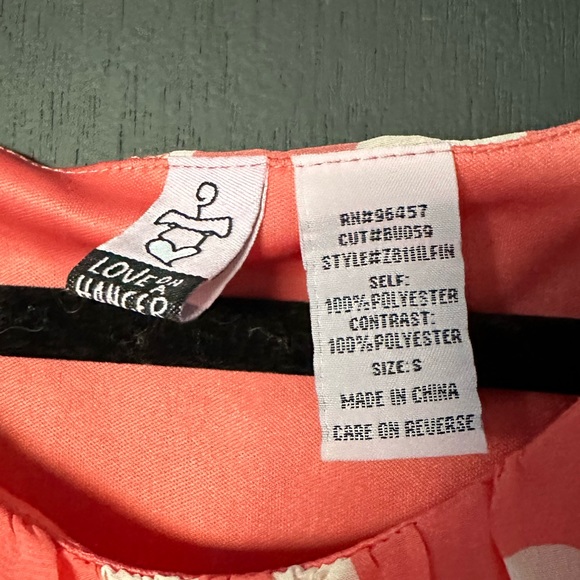 LOVE ON
A
HANGER
RN#96457
CUT#BU059
STYLE#Z8111LFIN
SELF:
100%POLYESTER
CONTRAST:
100%POLYESTER
SIZE:S
MADE IN CHINA
CARE ON REVERSE